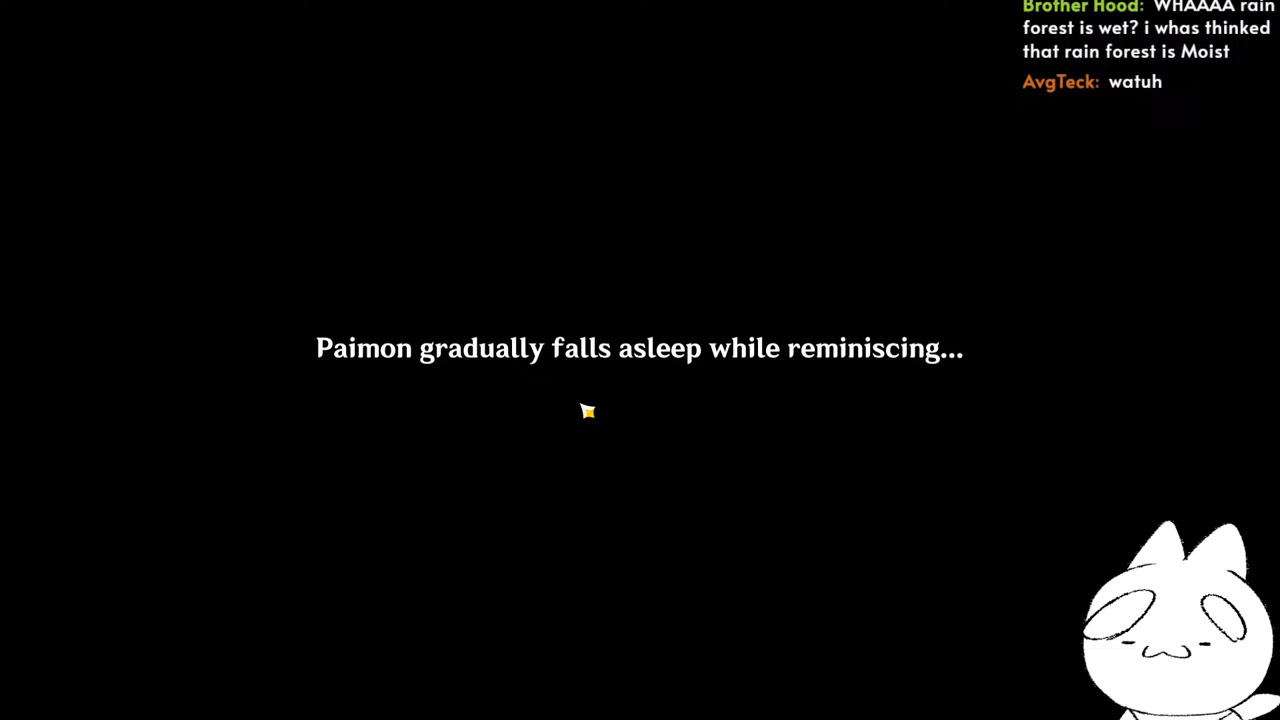 Brother Hood: WHAAAA rain
forest is wet? i whas thinked
that rain forest is Moist
AvgTeck: watuh
Paimon gradually falls asleep while reminiscing...